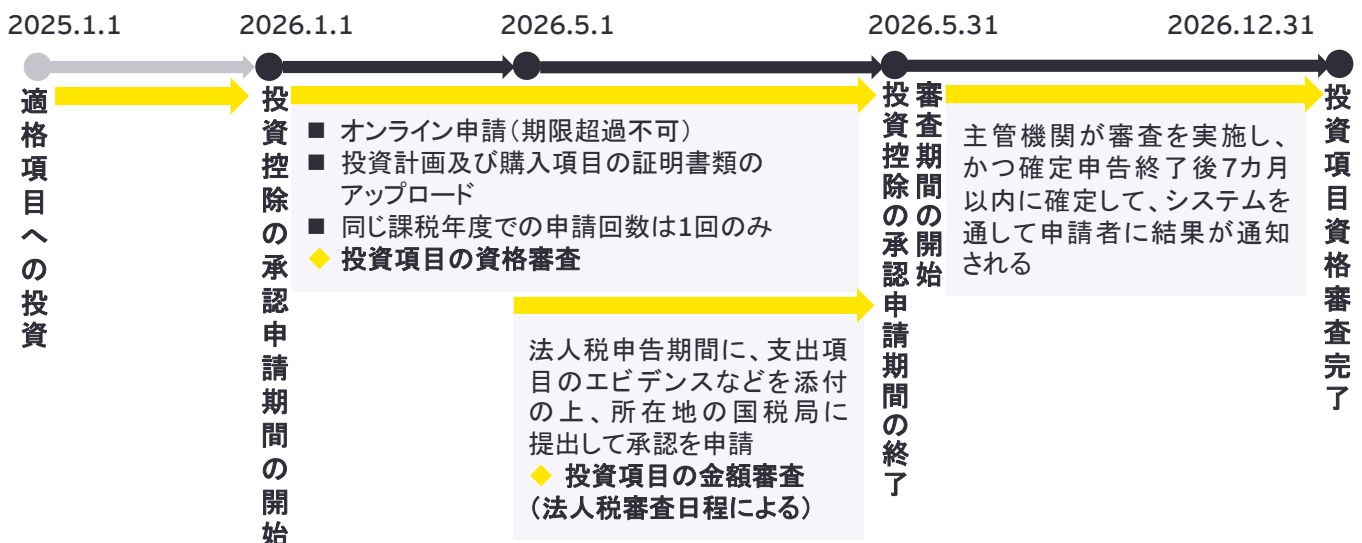 2025.1.1
2026.1.1
2026.5.1
2026.5.31
2026.12.31
適格項目への投資
投資控除の承認申請期間の開始
■ オンライン申請（期限超過不可）
■ 投資計画及び購入項目の証明書類の
アップロード
■ 同じ課税年度での申請回数は1回のみ
◆ 投資項目の資格審査
法人税申告期間に、支出項
目のエビデンスなどを添付
の上、所在地の国税局に
提出して承認を申請
◆ 投資項目の金額審査
（法人税審査日程による）
審査期間の開始
投資控除の承認申請期間の終了
主管機関が審査を実施し、
かつ確定申告終了後7カ月
以内に確定して、システムを
通して申請者に結果が通知
される
投資項目資格審査完了